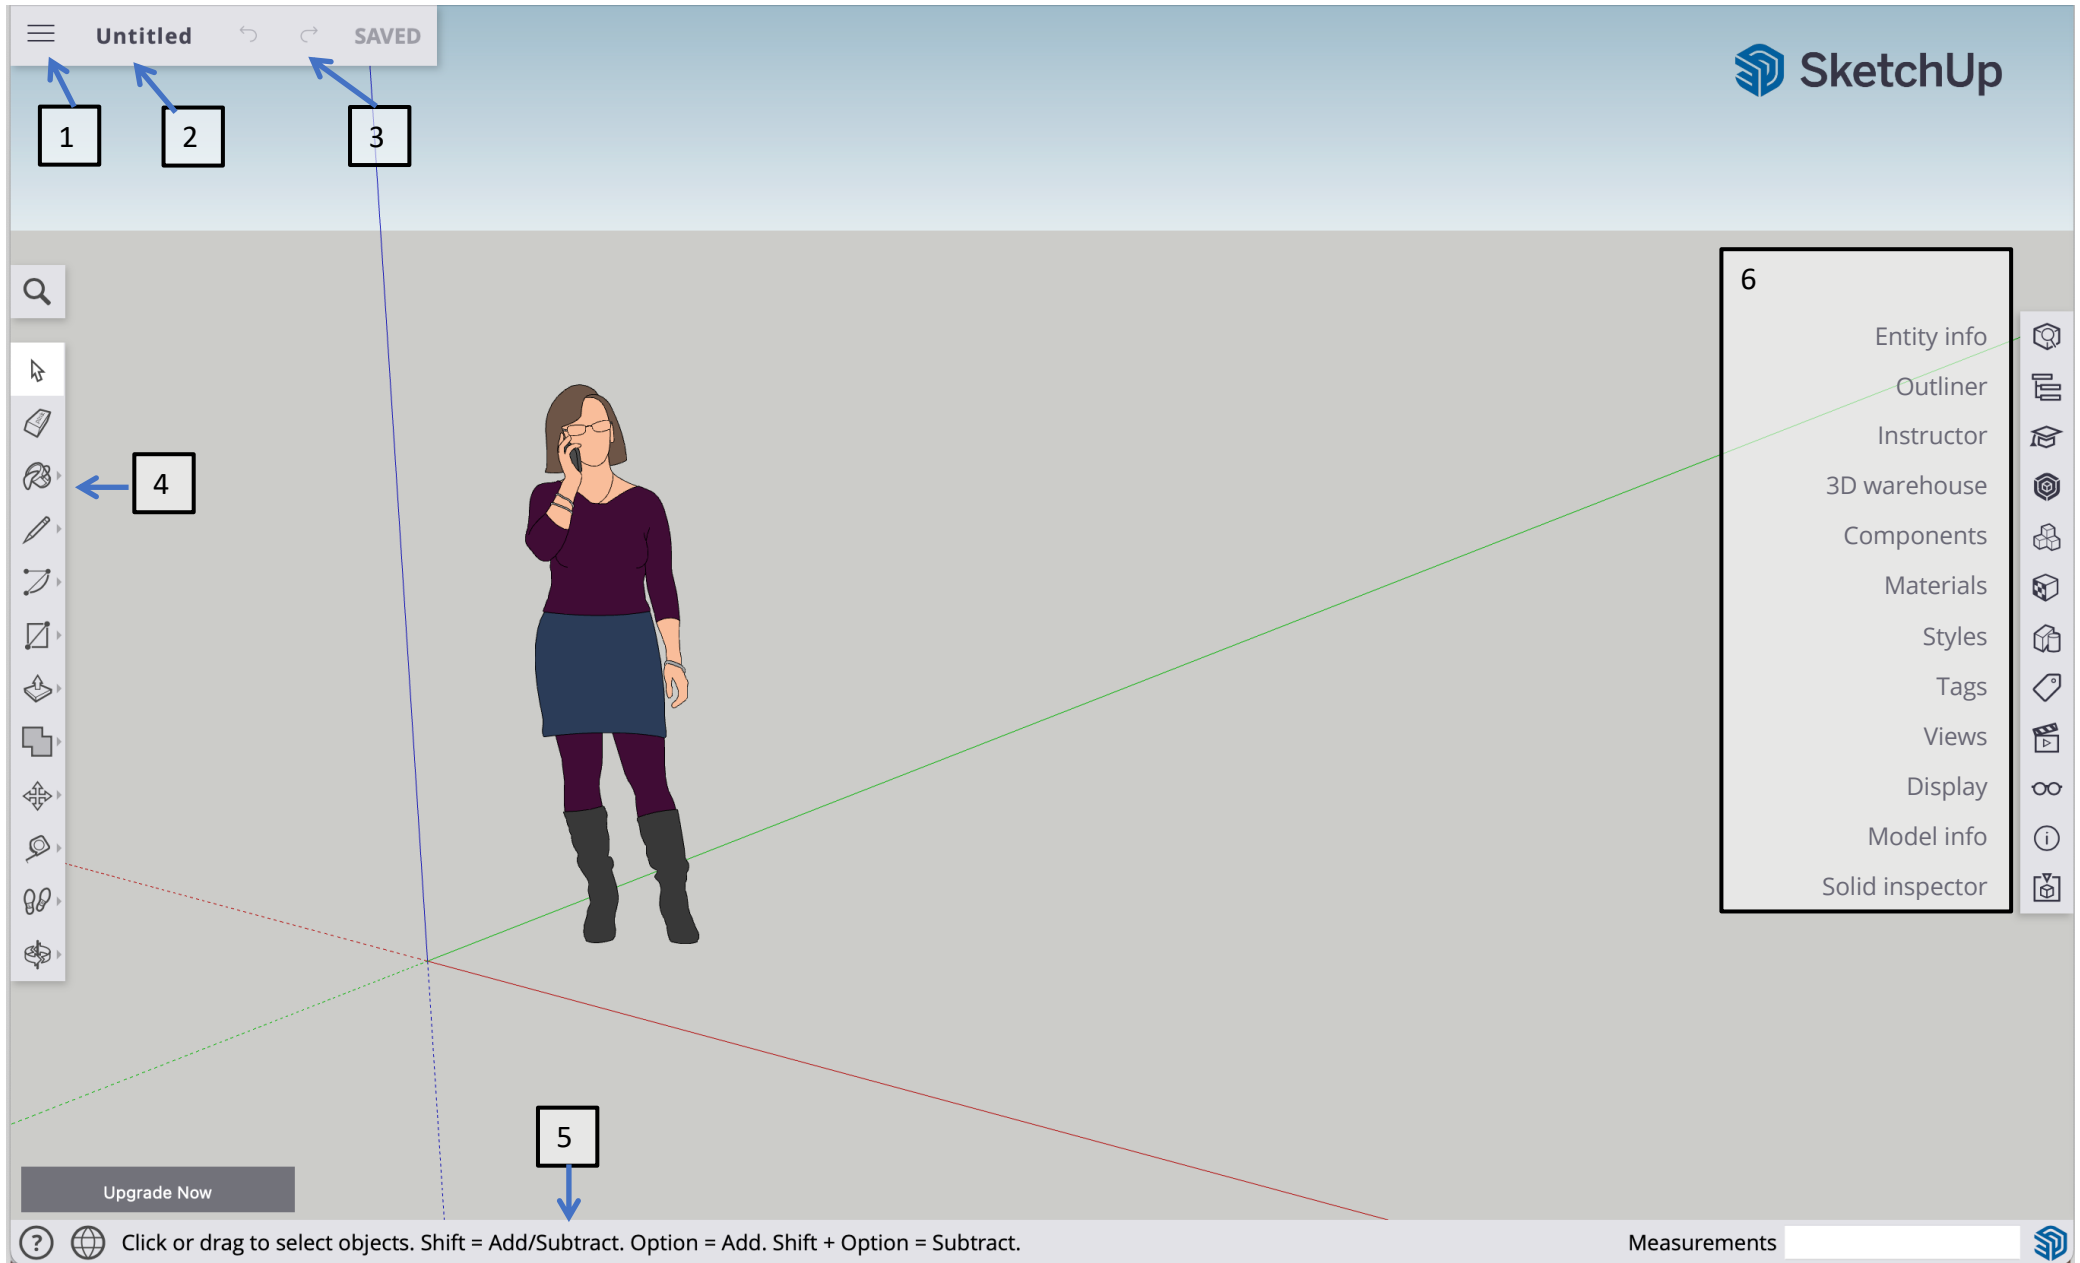 Untitled
SAVED
SketchUp
1
2
3
6
Entity info
Outliner
Instructor
3D warehouse
4
Components
Materials
Styles
Tags
Views
Display
Model info
Solid inspector
5
Upgrade Now
? Click or drag to select objects. Shift = Add/Subtract. Option = Add. Shift + Option = Subtract.
Measurements